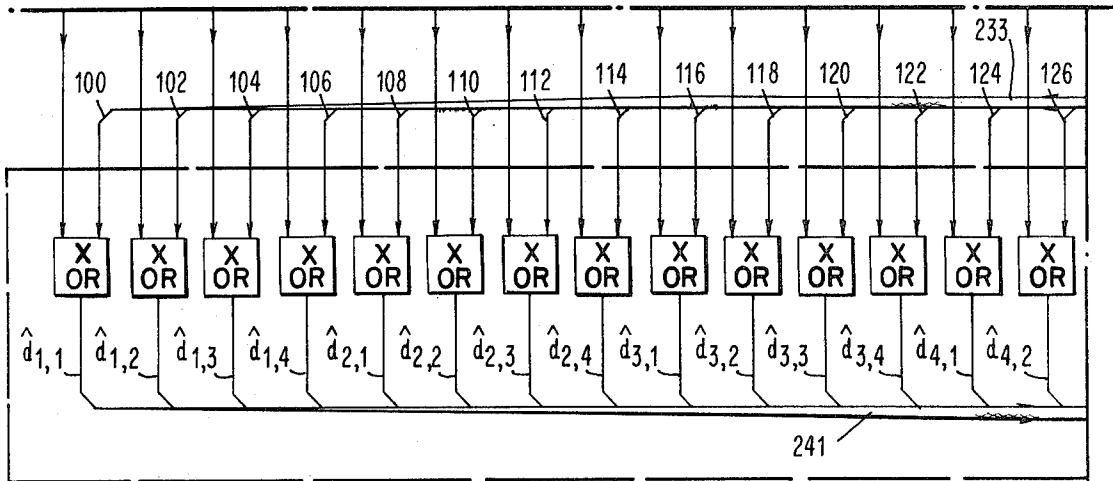 233
100 102 104 106 108 110 112 114 116 118 120 122 124 126
X OR X OR X OR X OR X OR X OR X OR X OR X OR X OR X OR X OR X OR X OR
d̂1,1 d̂1,2 d̂1,3 d̂1,4 d̂2,1 d̂2,2 d̂2,3 d̂2,4 d̂3,1 d̂3,2 d̂3,3 d̂3,4 d̂4,1 d̂4,2
241